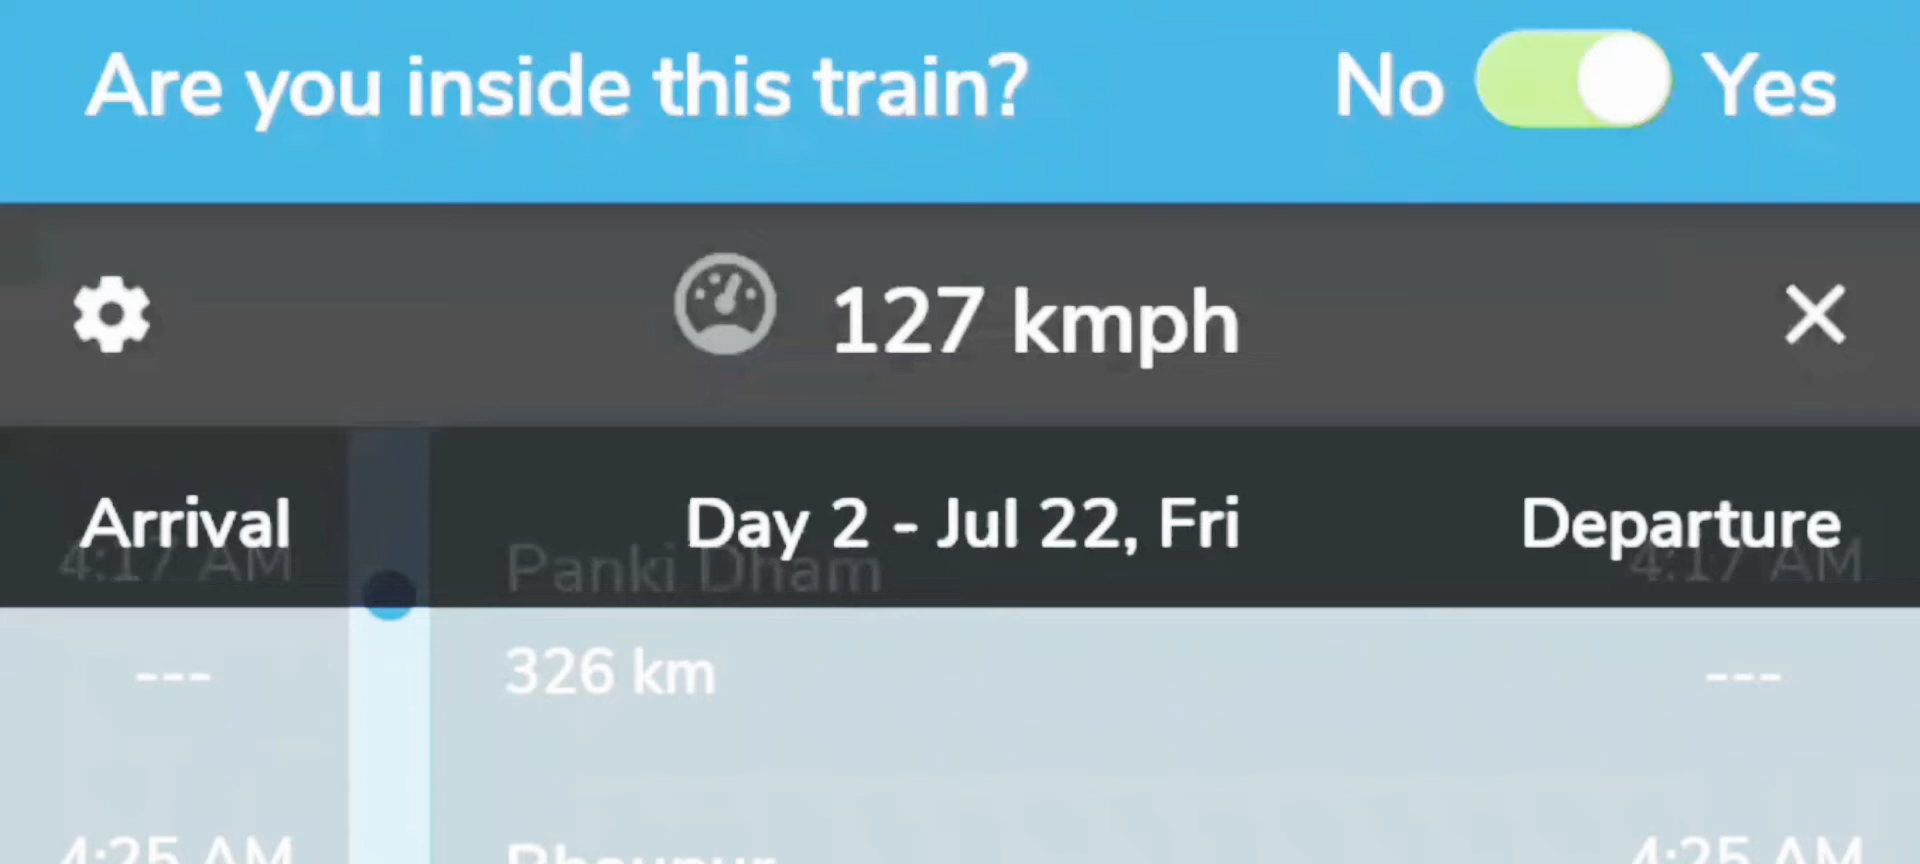 Are you inside this train? No Yes
127 kmph
Arrival Day 2 - Jul 22, Fri Departure
4:17 AM Panki Dham 4:17 AM
--- 326 km ---
4:25 AM Bhaupur 4:25 AM